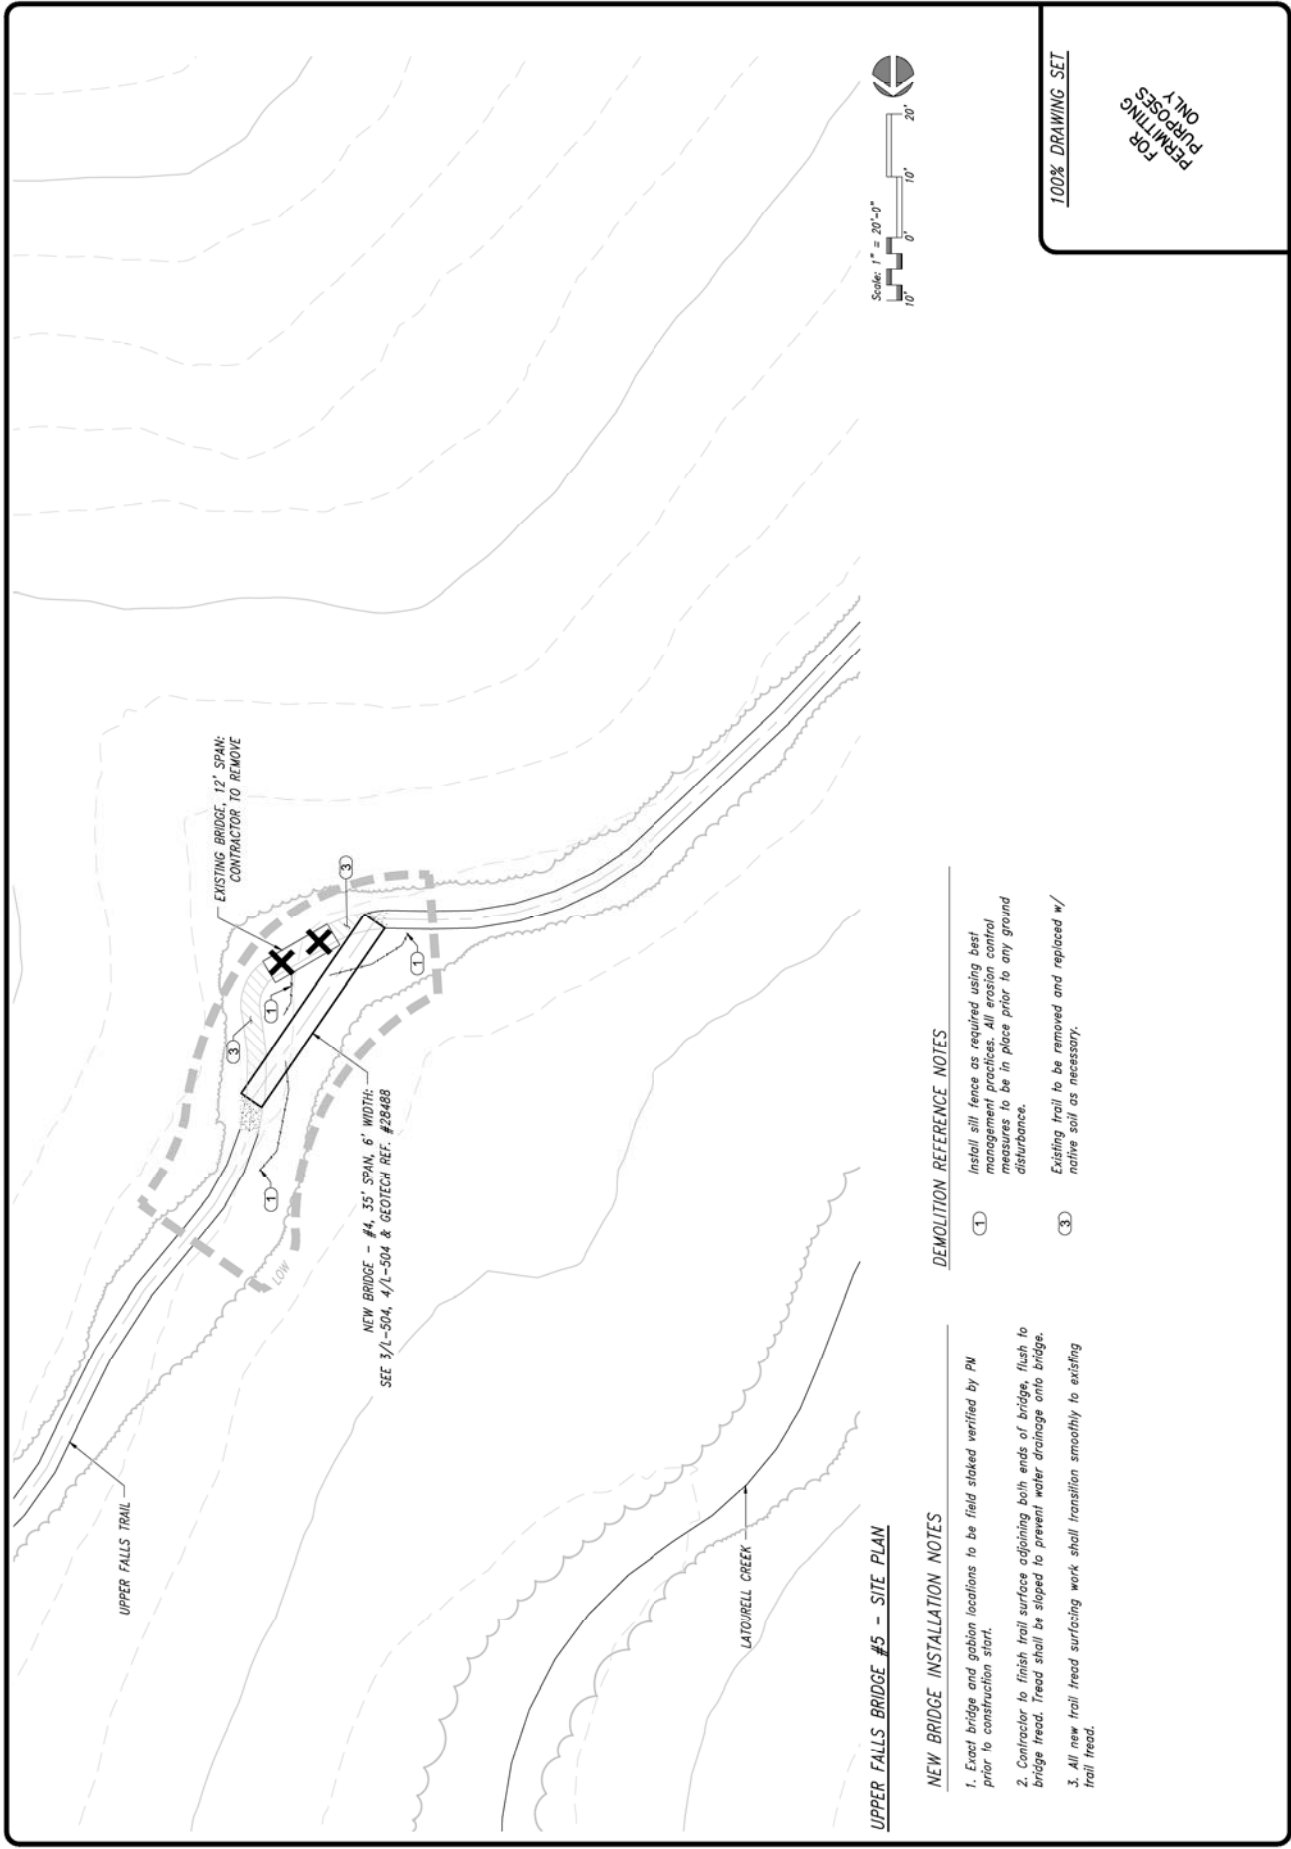 UPPER FALLS TRAIL
EXISTING BRIDGE, 12' SPAN:
CONTRACTOR TO REMOVE
3
1
3
1
1
LOW
NEW BRIDGE - #4, 35' SPAN, 6' WIDTH:
SEE 3/L-504, 4/L-504 & GEOTECH REF. #28488
LATOURELL CREEK
UPPER FALLS BRIDGE #5 - SITE PLAN
Scale: 1" = 20'-0"
10'
0'
10'
20'
NEW BRIDGE INSTALLATION NOTES
1. Exact bridge and gabion locations to be field staked verified by PM
prior to construction start.
2. Contractor to finish trail surface adjoining both ends of bridge, flush to
bridge tread. Tread shall be sloped to prevent water drainage onto bridge.
3. All new trail tread surfacing work shall transition smoothly to existing
trail tread.
DEMOLITION REFERENCE NOTES
1
Install silt fence as required using best
management practices. All erosion control
measures to be in place prior to any ground
disturbance.
3
Existing trail to be removed and replaced w/
native soil as necessary.
100% DRAWING SET
FOR
PERMITTING
PURPOSES
ONLY